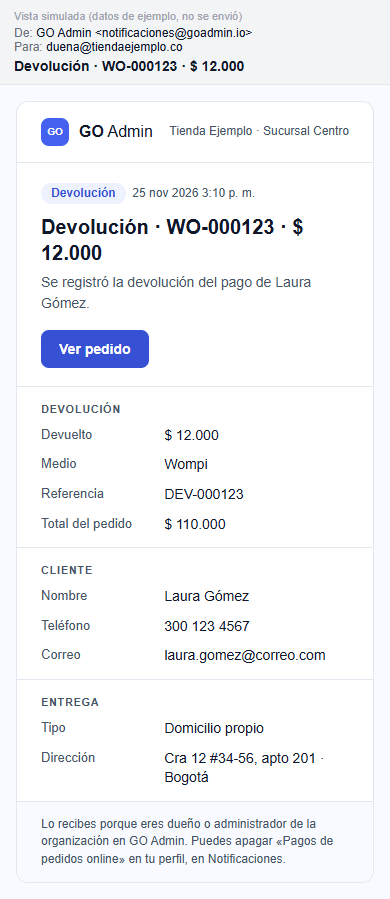 Vista simulada (datos de ejemplo, no se envió)
De: GO Admin <notificaciones@goadmin.io>
Para: duena@tiendaejemplo.co
Devolución · WO-000123 · $ 12.000
GO GO Admin Tienda Ejemplo · Sucursal Centro
Devolución 25 nov 2026 3:10 p. m.
Devolución · WO-000123 · $
12.000
Se registró la devolución del pago de Laura
Gómez.
Ver pedido
DEVOLUCIÓN
Devuelto $ 12.000
Medio Wompi
Referencia DEV-000123
Total del pedido $ 110.000
CLIENTE
Nombre Laura Gómez
Teléfono 300 123 4567
Correo laura.gomez@correo.com
ENTREGA
Tipo Domicilio propio
Dirección Cra 12 #34-56, apto 201 ·
Bogotá
Lo recibes porque eres dueño o administrador de la
organización en GO Admin. Puedes apagar «Pagos de
pedidos online» en tu perfil, en Notificaciones.